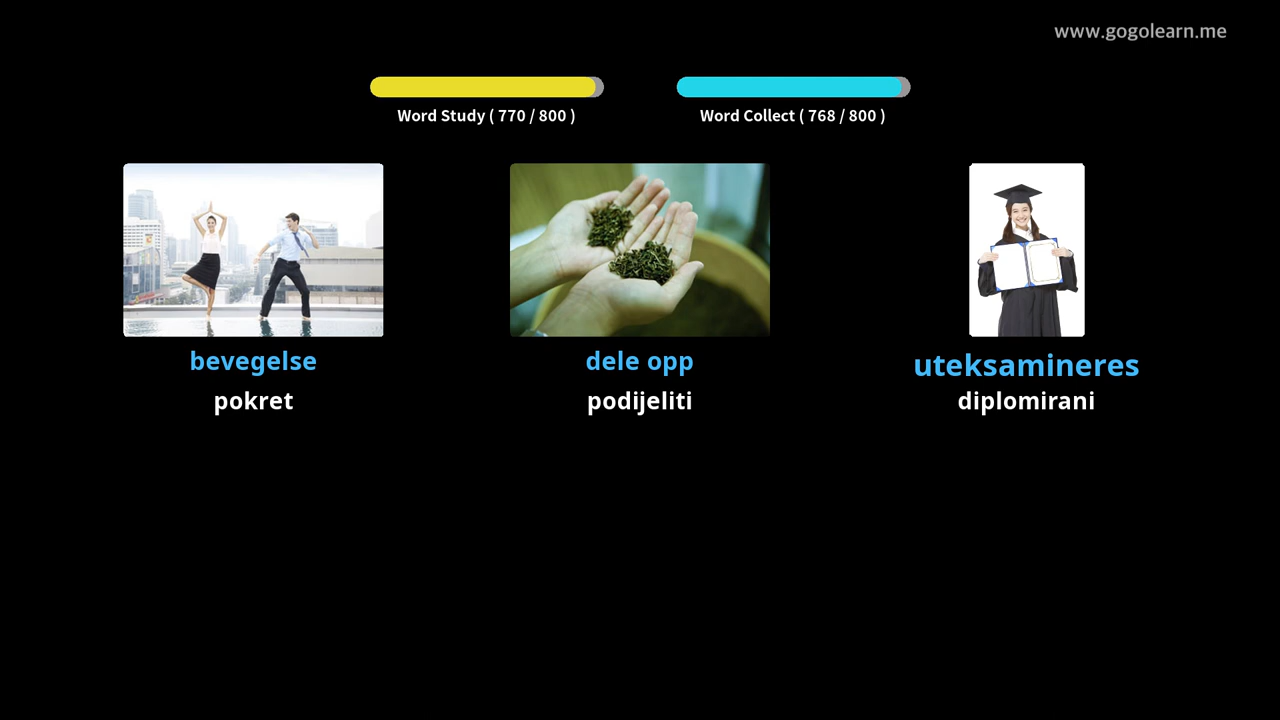 www.gogolearn.me
Word Study ( 770 / 800 )
Word Collect ( 768 / 800 )
bevegelse
dele opp
uteksamineres
pokret
podijeliti
diplomirani